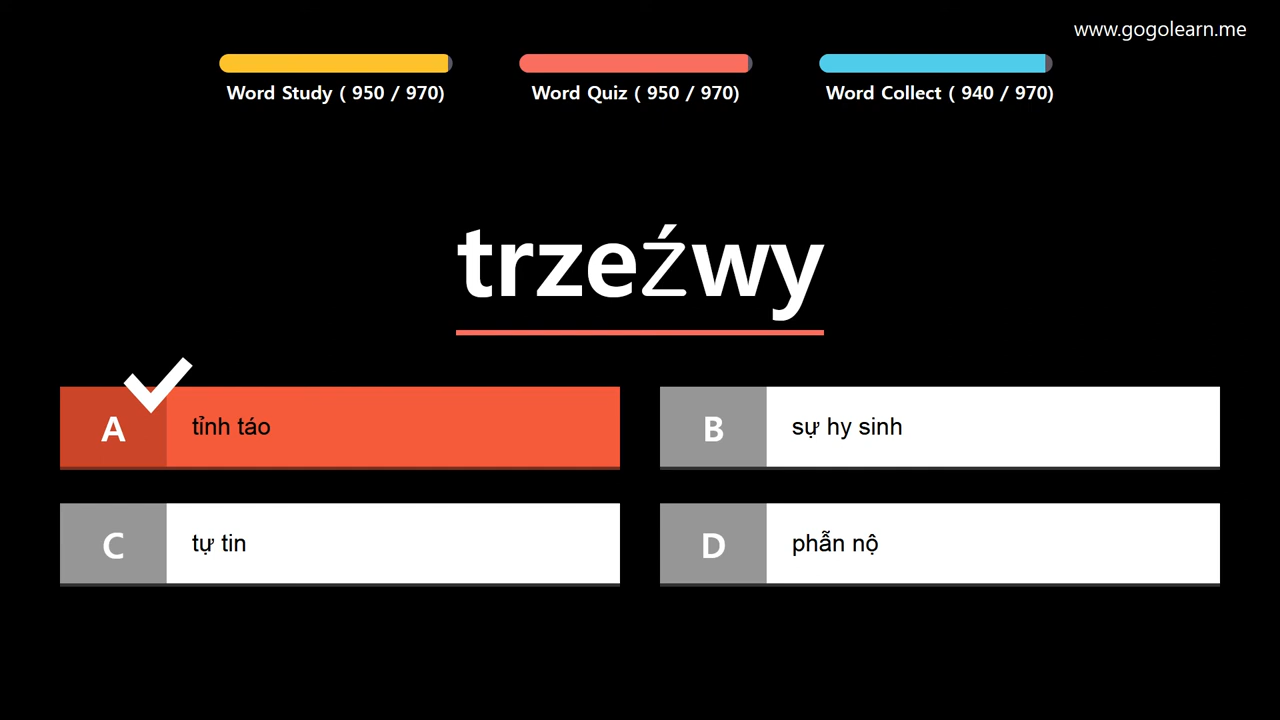 www.gogolearn.me
Word Study ( 950 / 970)
Word Quiz ( 950 / 970)
Word Collect ( 940 / 970)
trzeźwy
A tỉnh táo
B sự hy sinh
C tự tin
D phẫn nộ